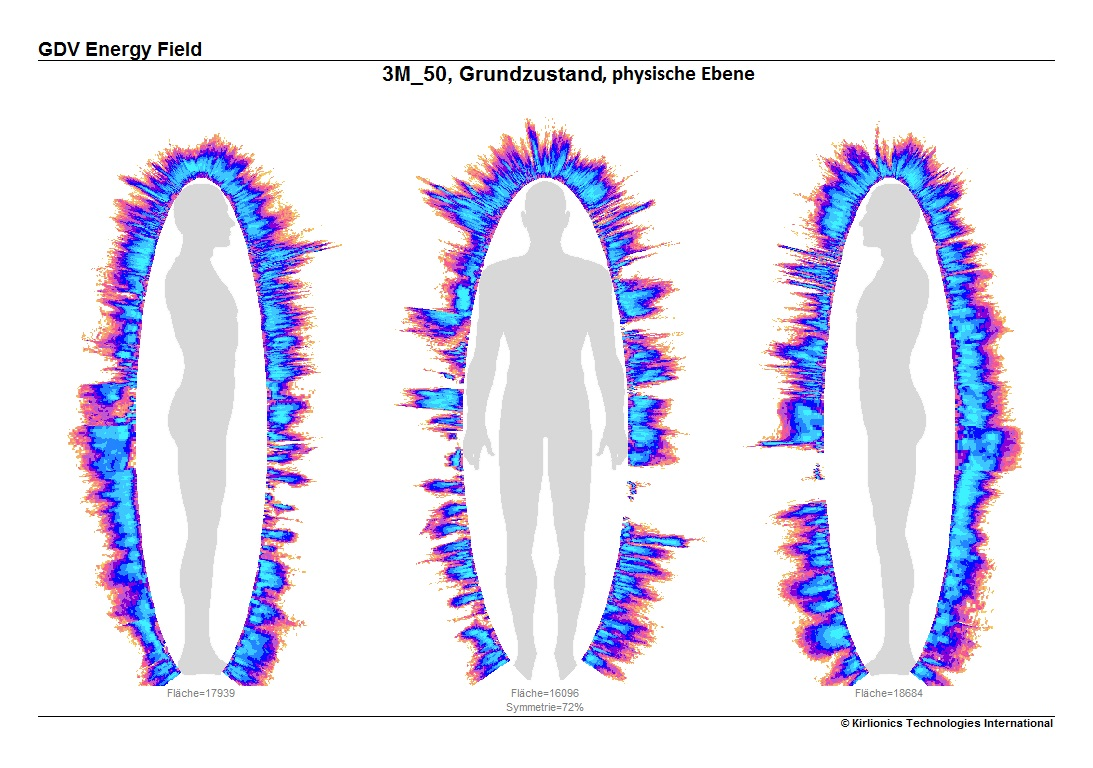 GDV Energy Field
3M_50, Grundzustand, physische Ebene
Fläche=17939
Fläche=16096
Symmetrie=72%
Fläche=18684
© Kirlionics Technologies International